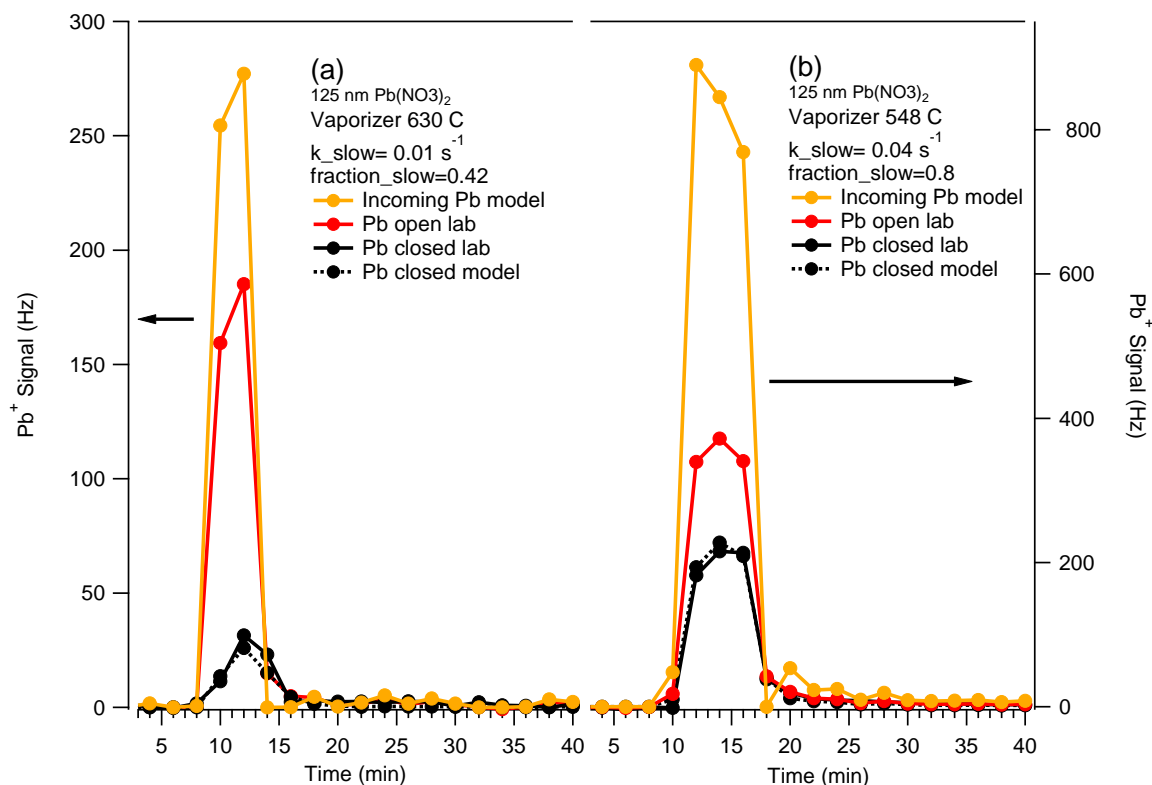 300
250
200
150
100
50
0
Pb+ Signal (Hz)
(a)
125 nm Pb(NO3)2
Vaporizer 630 C
k_slow= 0.01 s-1
fraction_slow=0.42
Incoming Pb model
Pb open lab
Pb closed lab
Pb closed model
5 10 15 20 25 30 35 40
Time (min)
(b)
125 nm Pb(NO3)2
Vaporizer 548 C
k_slow= 0.04 s-1
fraction_slow=0.8
Incoming Pb model
Pb open lab
Pb closed lab
Pb closed model
5 10 15 20 25 30 35 40
Time (min)
800
600
400
200
0
Pb+ Signal (Hz)